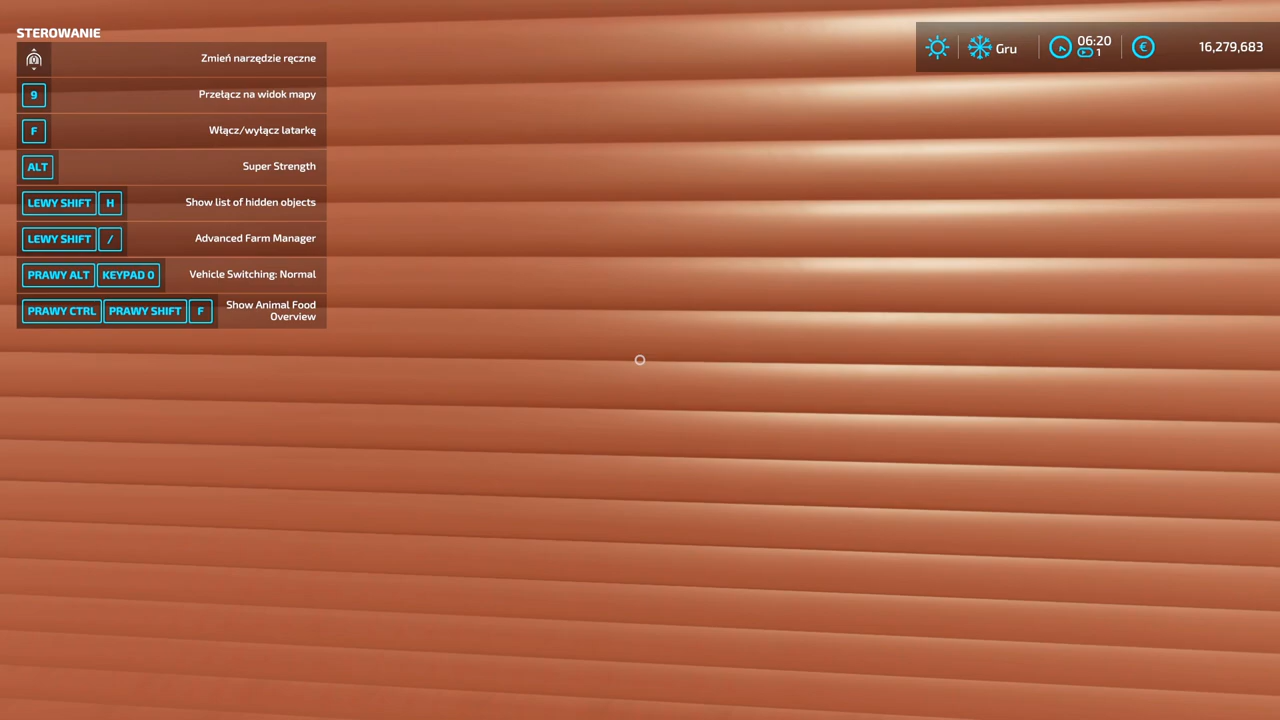 STEROWANIE
Zmień narzędzie ręczne
9 Przełącz na widok mapy
F Włącz/wyłącz latarkę
ALT Super Strength
LEWY SHIFT H Show list of hidden objects
LEWY SHIFT / Advanced Farm Manager
PRAWY ALT KEYPAD 0 Vehicle Switching: Normal
PRAWY CTRL PRAWY SHIFT F Show Animal Food
Overview
Gru 06:20 € 16,279,683
1